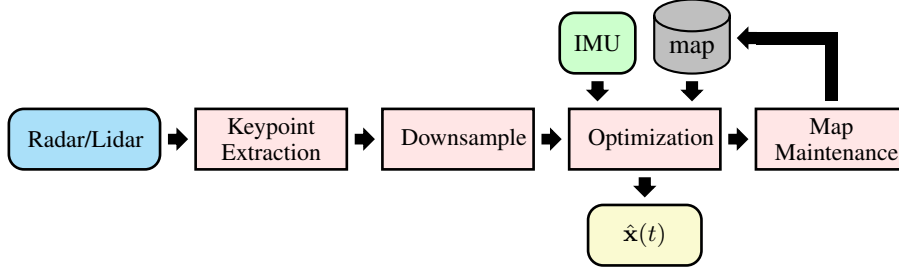 IMU
map
Radar/Lidar
Keypoint
Extraction
Downsample
Optimization
Map
Maintenance
x̂(t)